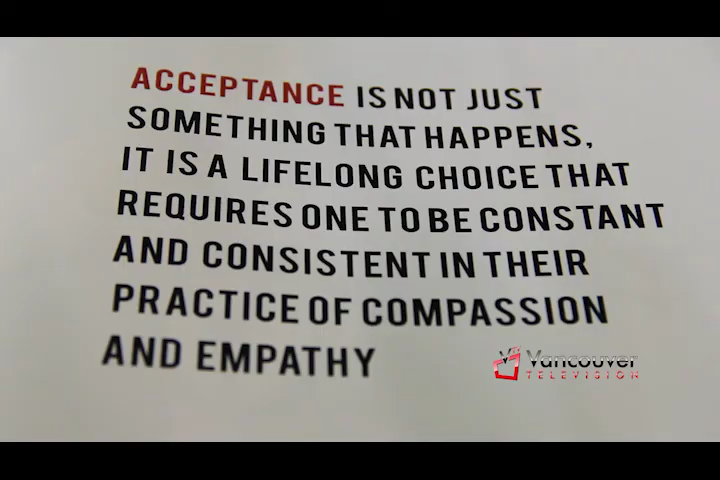 ACCEPTANCE IS NOT JUST
SOMETHING THAT HAPPENS,
IT IS A LIFELONG CHOICE THAT
REQUIRES ONE TO BE CONSTANT
AND CONSISTENT IN THEIR
PRACTICE OF COMPASSION
AND EMPATHY
Vancouver
TELEVISION